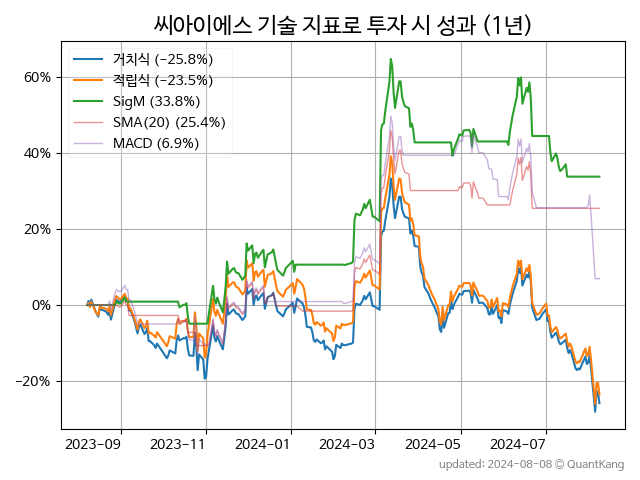 씨아이에스 기술 지표로 투자 시 성과 (1년)
거치식 (−25.8%)
적립식 (−23.5%)
SigM (33.8%)
SMA(20) (25.4%)
MACD (6.9%)
60%
40%
20%
0%
−20%
2023−09 2023−11 2024−01 2024−03 2024−05 2024−07
updated: 2024−08−08 © QuantKang